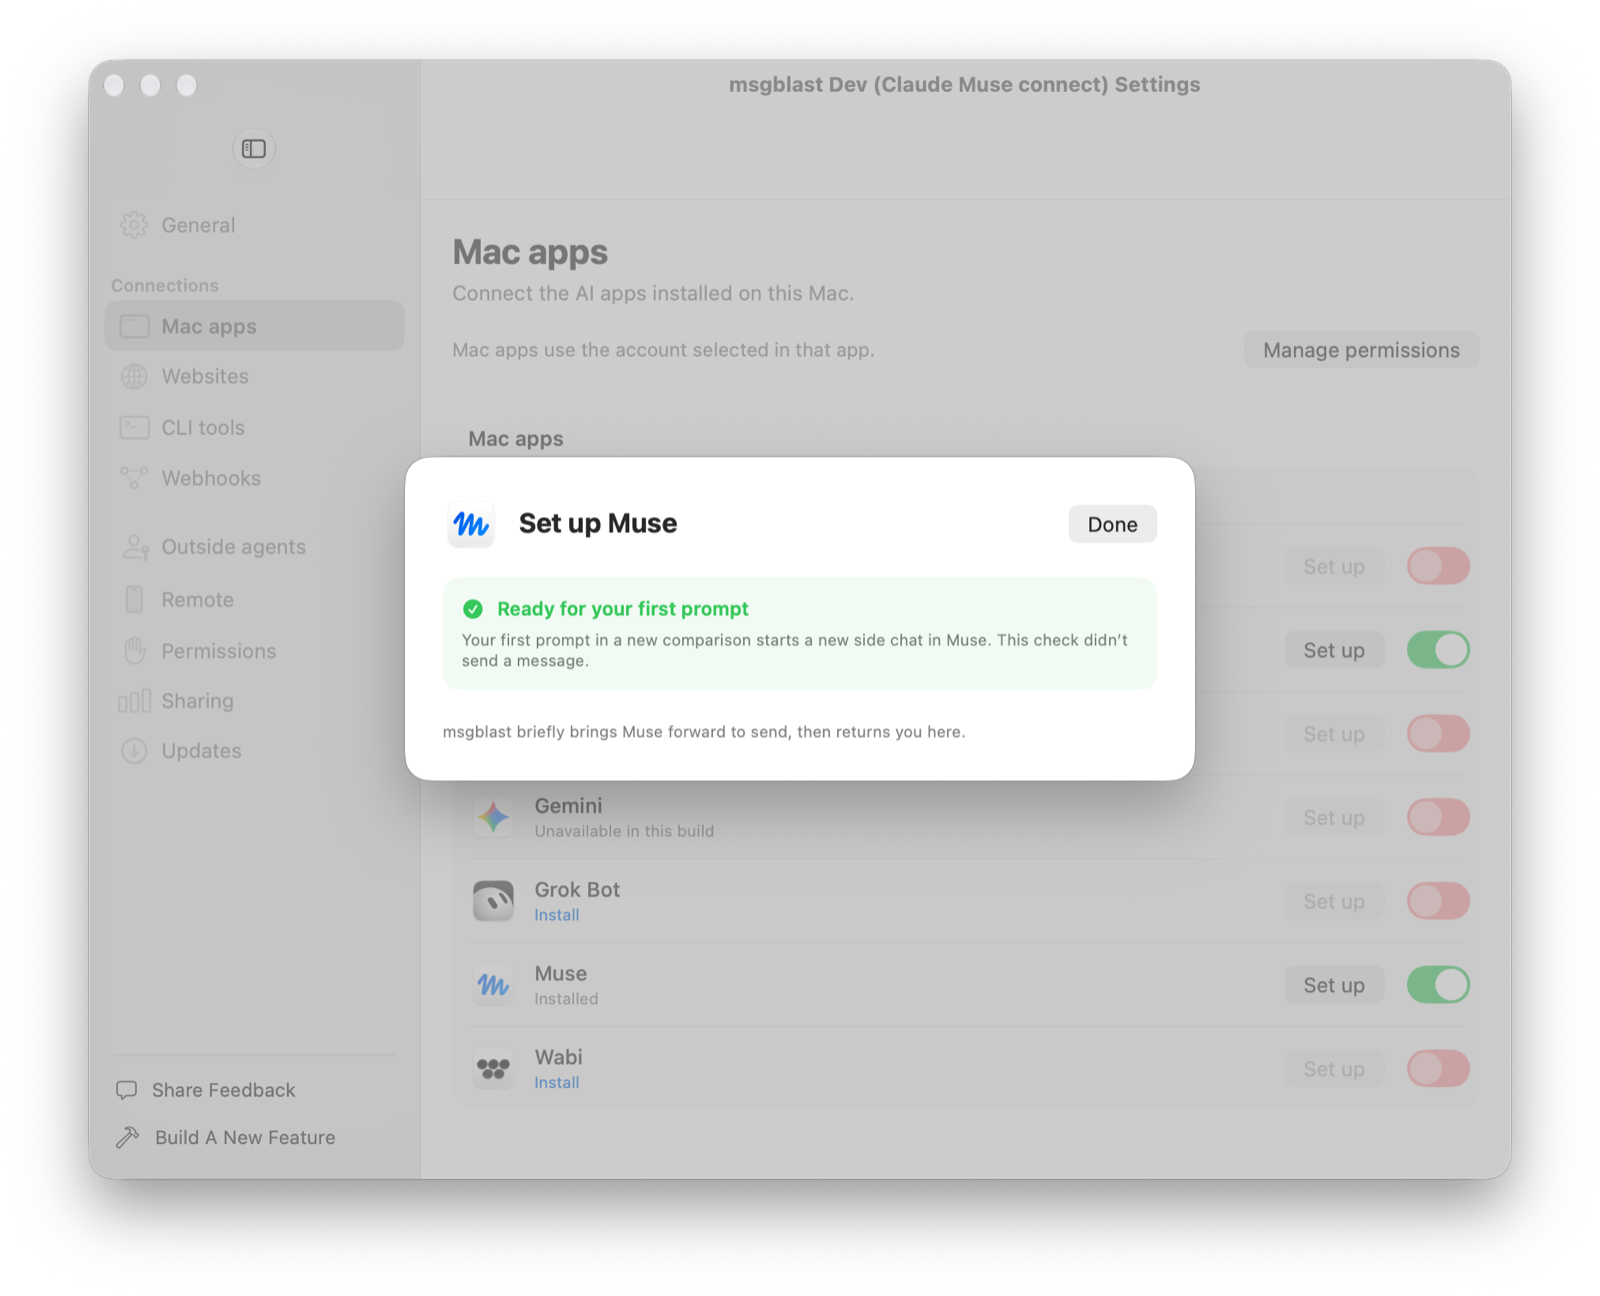 msgblast Dev (Claude Muse connect) Settings
General
Connections
Mac apps
Websites
CLI tools
Webhooks
Outside agents
Remote
Permissions
Sharing
Updates
Share Feedback
Build A New Feature
Mac apps
Connect the AI apps installed on this Mac.
Mac apps use the account selected in that app.
Manage permissions
Mac apps
Set up Muse
Done
Ready for your first prompt
Your first prompt in a new comparison starts a new side chat in Muse. This check didn’t
send a message.
msgblast briefly brings Muse forward to send, then returns you here.
Set up
Set up
Set up
Gemini
Unavailable in this build
Set up
Grok Bot
Install
Set up
Muse
Installed
Set up
Wabi
Install
Set up